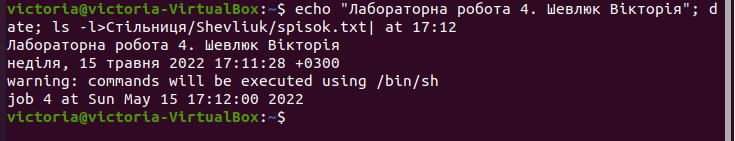 victoria@victoria-VirtualBox:~$ echo "Лабораторна робота 4. Шевлюк Вікторія"; d
ate; ls -l>Стільниця/Shevliuk/spisok.txt| at 17:12
Лабораторна робота 4. Шевлюк Вікторія
неділя, 15 травня 2022 17:11:28 +0300
warning: commands will be executed using /bin/sh
job 4 at Sun May 15 17:12:00 2022
victoria@victoria-VirtualBox:~$